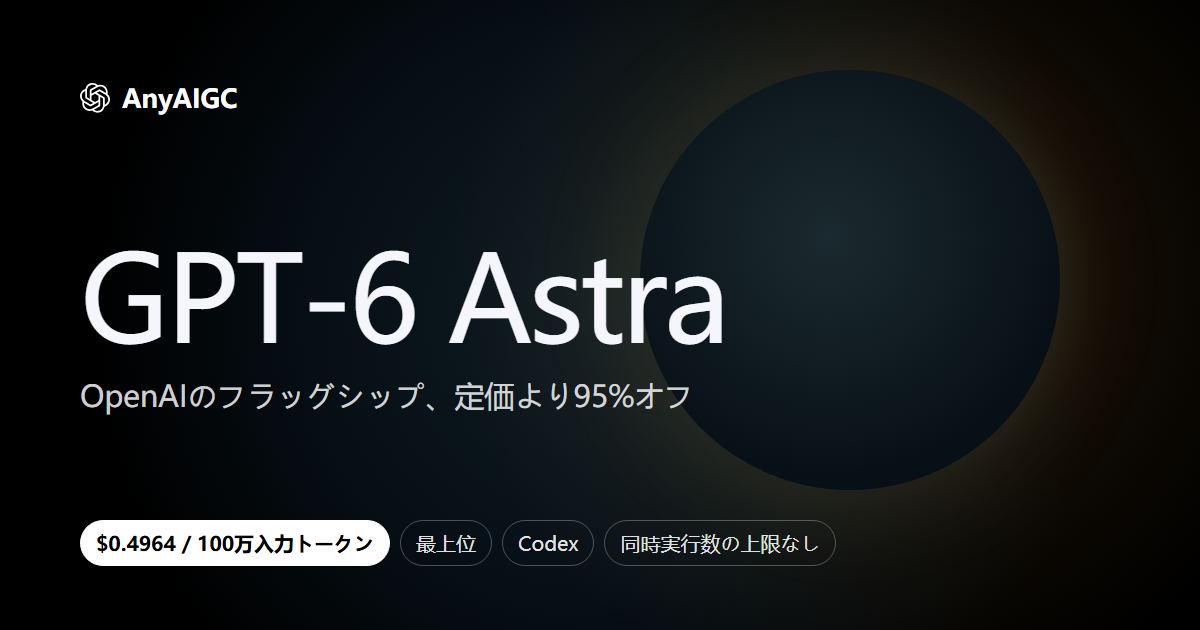 AnyAIGC
GPT-6 Astra
OpenAIのフラッグシップ、定価より95%オフ
$0.4964 / 100万入力トークン
最上位
Codex
同時実行数の上限なし